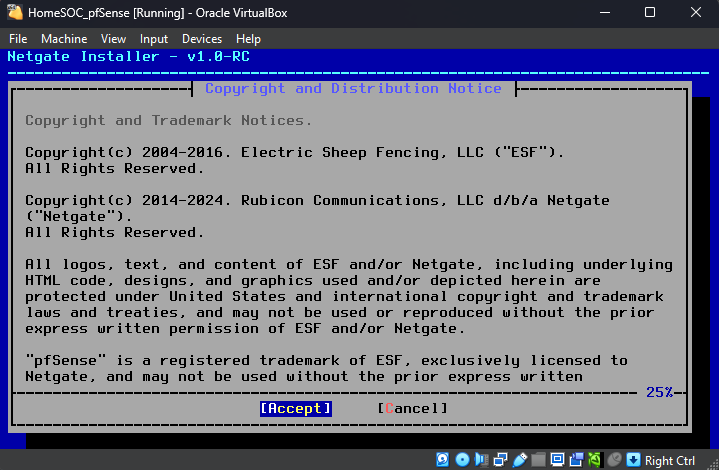 HomeSOC_pfSense [Running] - Oracle VirtualBox
File Machine View Input Devices Help
Netgate Installer - v1.0-RC
Copyright and Distribution Notice
Copyright and Trademark Notices.
Copyright(c) 2004-2016. Electric Sheep Fencing, LLC ("ESF").
All Rights Reserved.
Copyright(c) 2014-2024. Rubicon Communications, LLC d/b/a Netgate
("Netgate").
All Rights Reserved.
All logos, text, and content of ESF and/or Netgate, including underlying
HTML code, designs, and graphics used and/or depicted herein are
protected under United States and international copyright and trademark
laws and treaties, and may not be used or reproduced without the prior
express written permission of ESF and/or Netgate.
"pfSense" is a registered trademark of ESF, exclusively licensed to
Netgate, and may not be used without the prior express written
25%
[Accept] [Cancel]
Right Ctrl